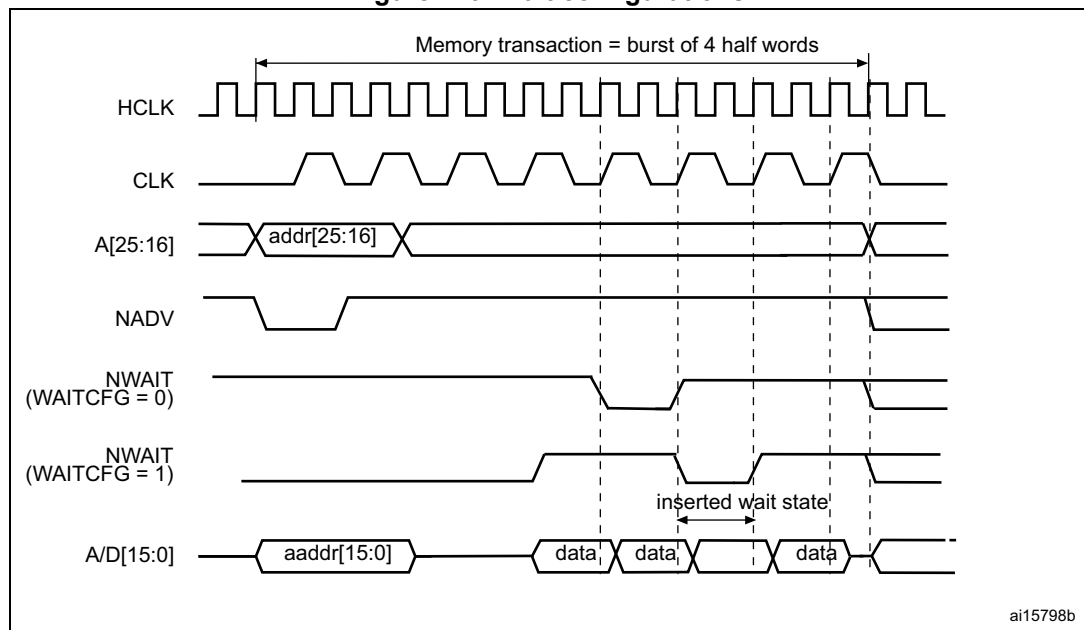 Memory transaction = burst of 4 half words
HCLK
CLK
A[25:16]
addr[25:16]
NADV
NWAIT
(WAITCFG = 0)
NWAIT
(WAITCFG = 1)
inserted wait state
A/D[15:0]
aaddr[15:0]
data
data
data
ai15798b